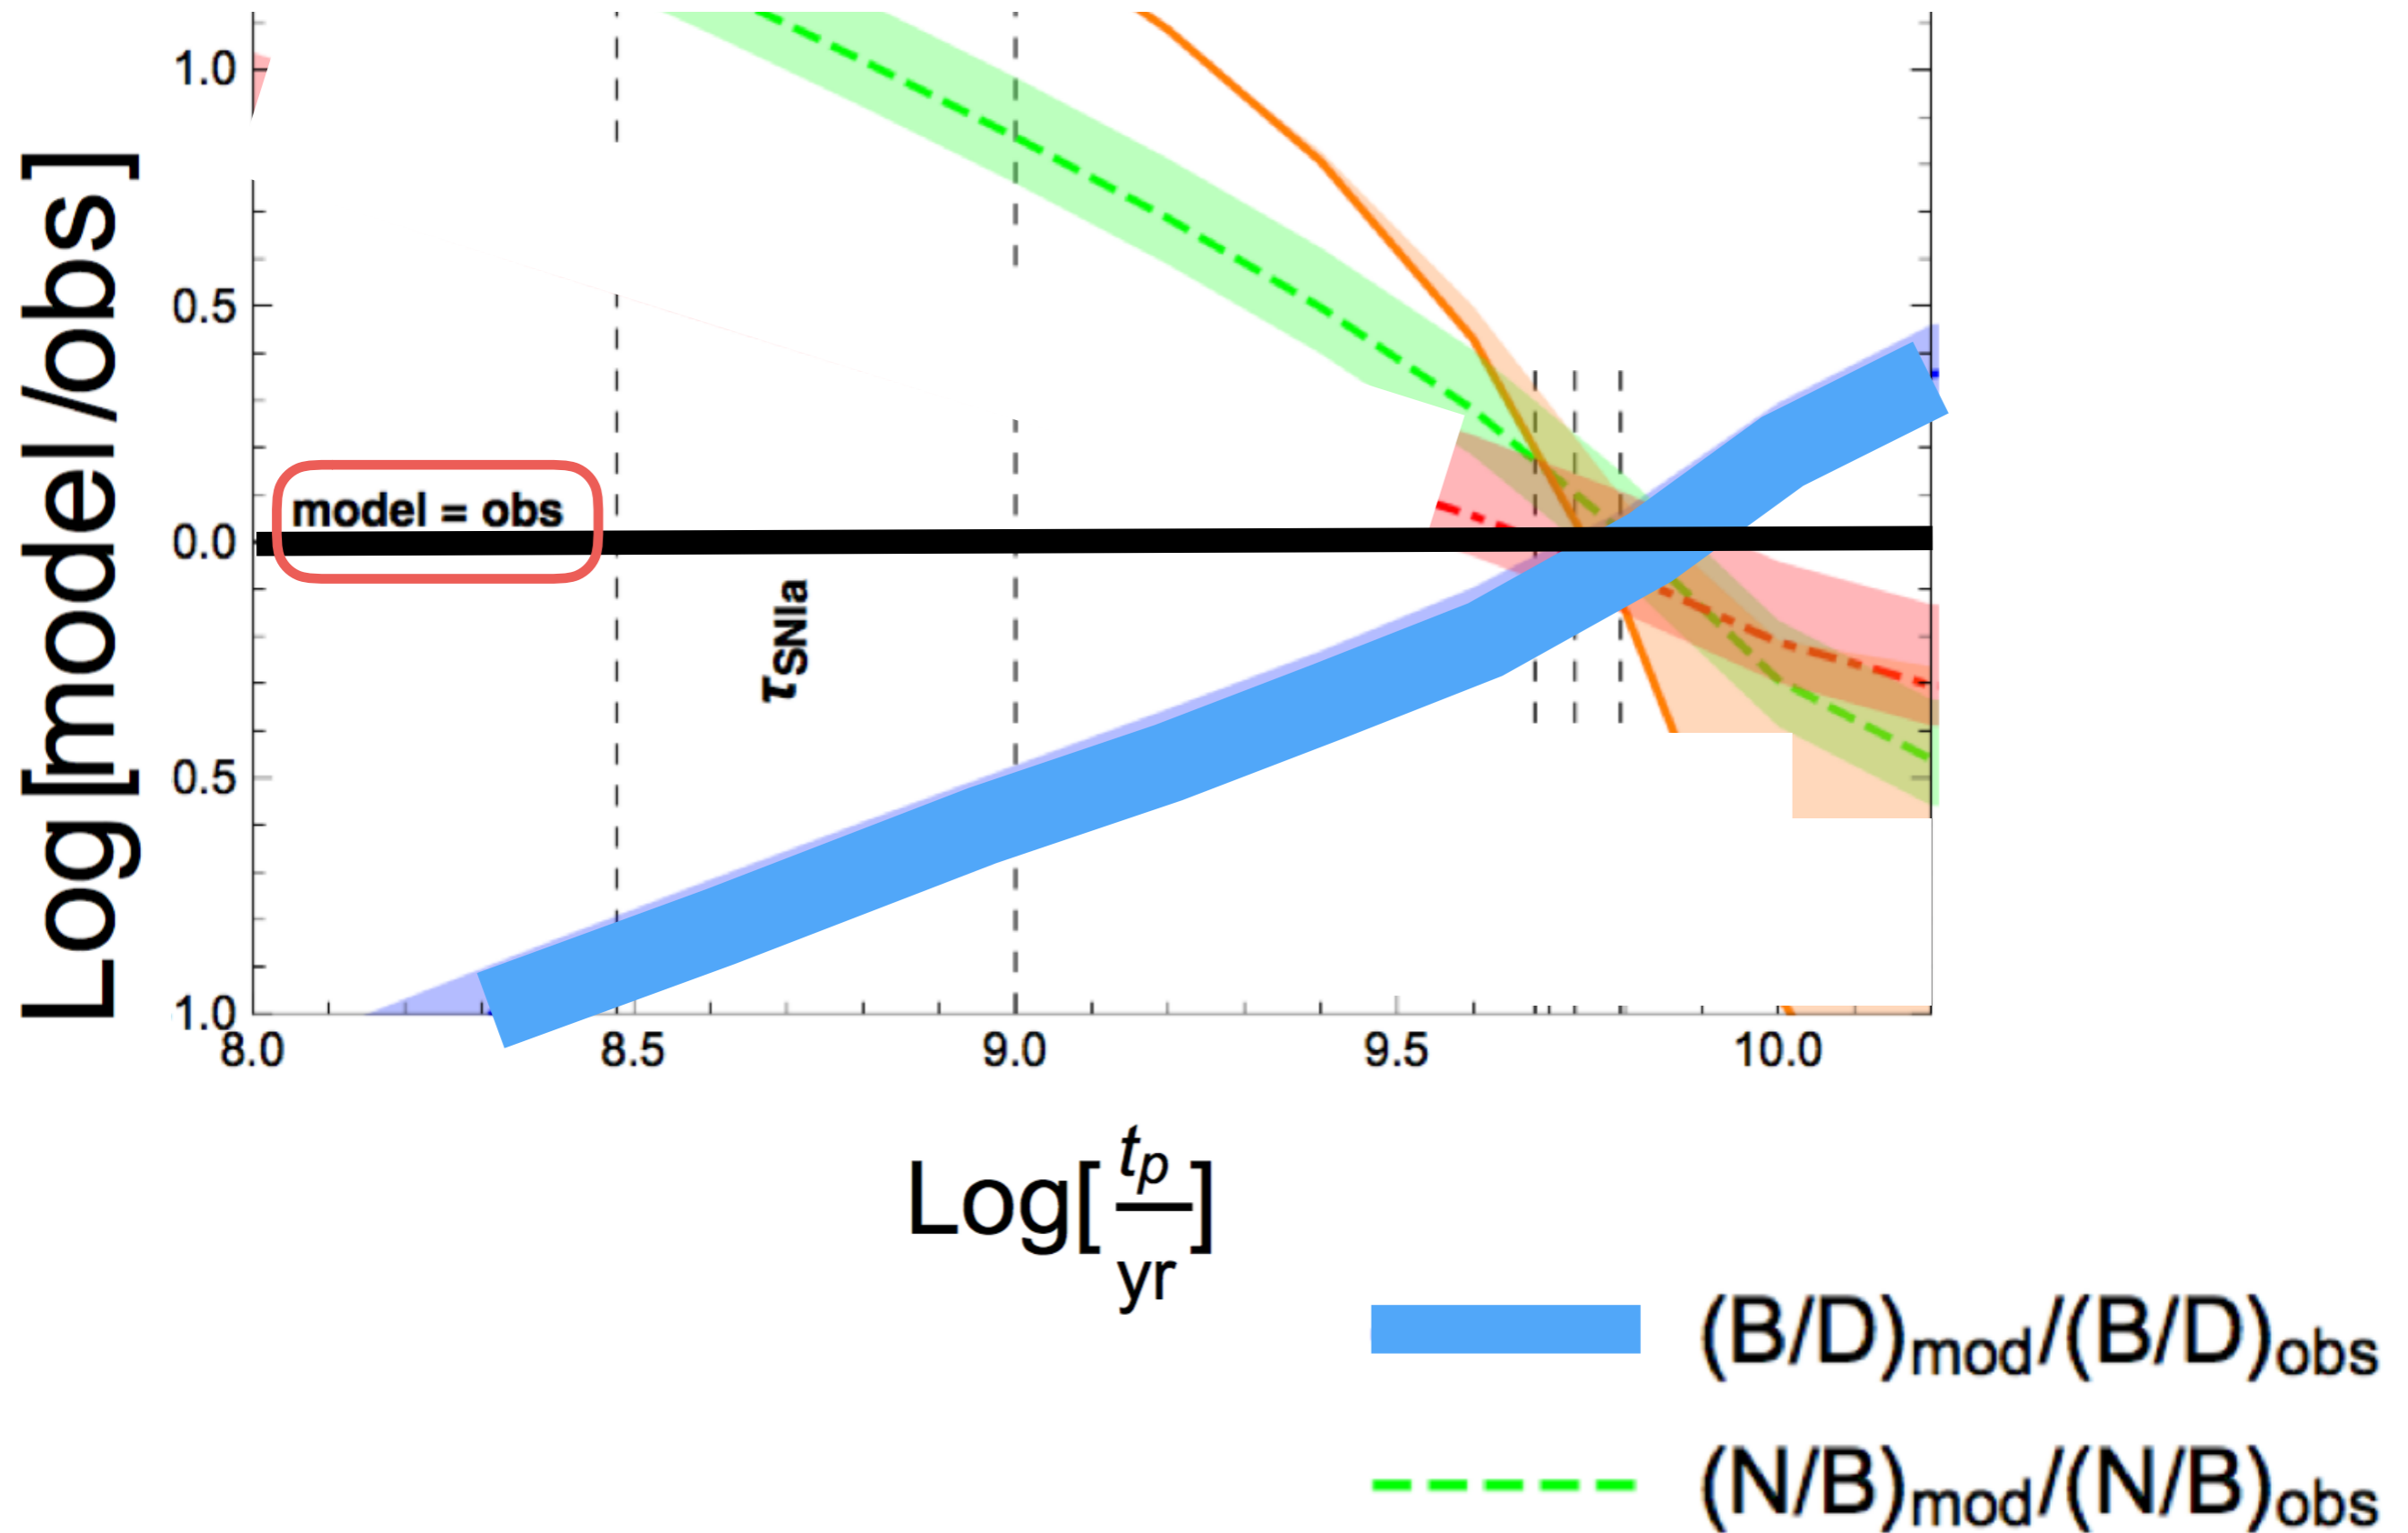 Log[model/obs]
1.0
0.5
0.0
0.5
1.0
model = obs
τSNIa
8.0 8.5 9.0 9.5 10.0
Log[tp/yr]
(B/D)mod/(B/D)obs
(N/B)mod/(N/B)obs